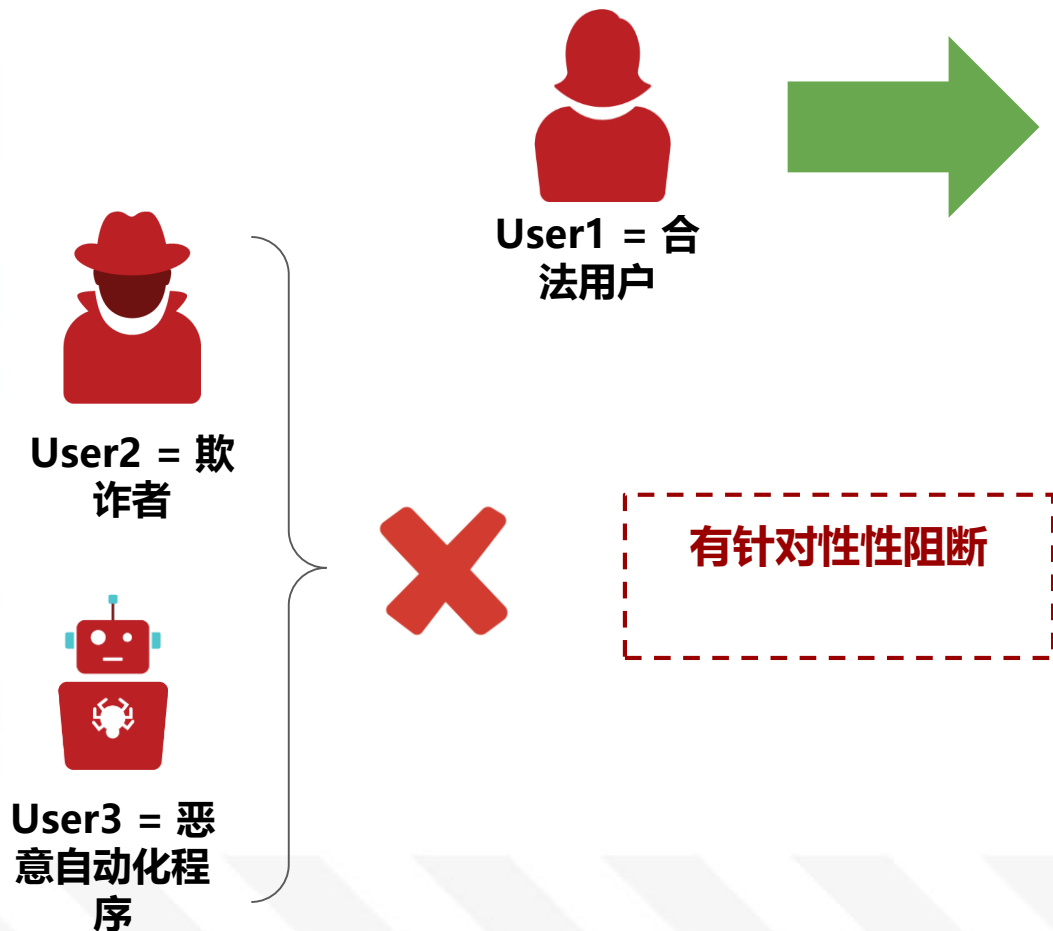 User1 = 合
法用户
User2 = 欺
诈者
有针对性性阻断
User3 = 恶
意自动化程
序